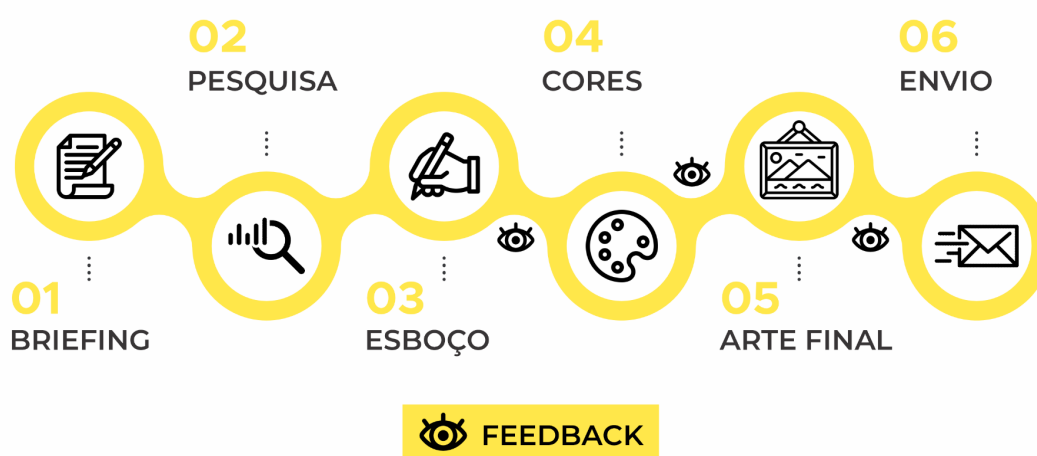 01
BRIEFING
02
PESQUISA
03
ESBOÇO
04
CORES
05
ARTE FINAL
06
ENVIO
FEEDBACK